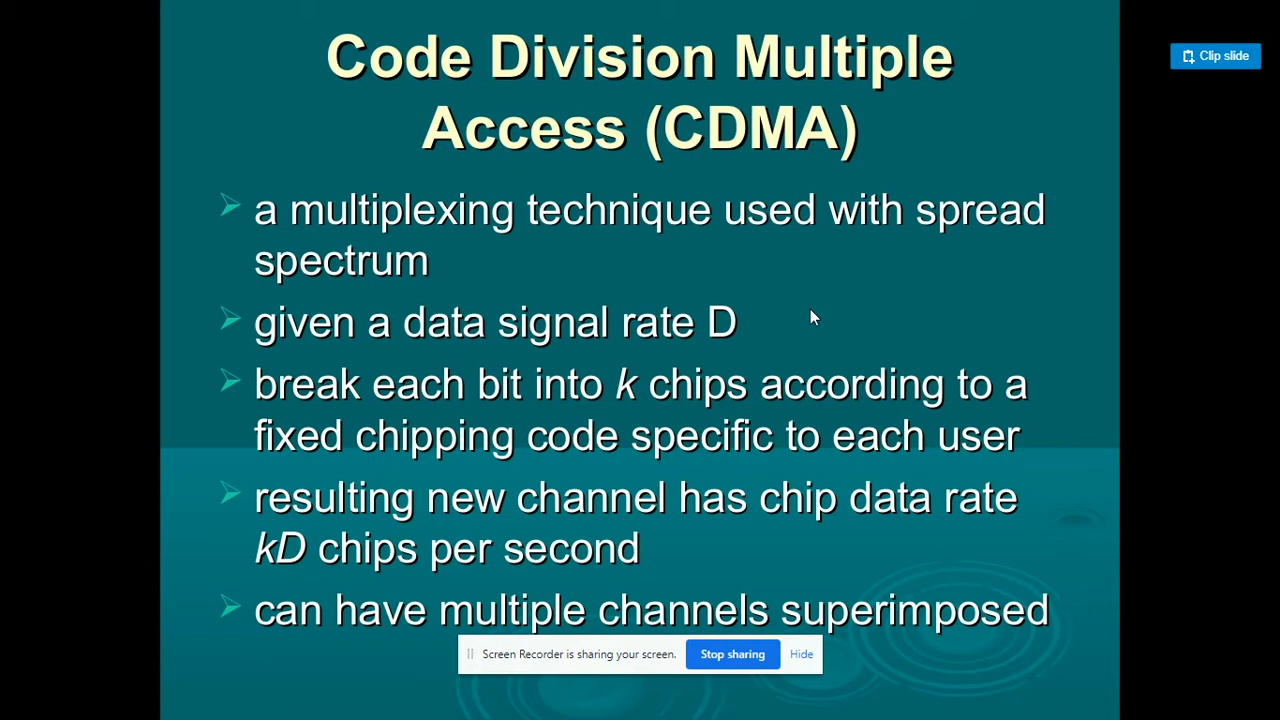 Code Division Multiple
Access (CDMA)
Clip slide
a multiplexing technique used with spread
spectrum
given a data signal rate D
break each bit into k chips according to a
fixed chipping code specific to each user
resulting new channel has chip data rate
kD chips per second
can have multiple channels superimposed
Screen Recorder is sharing your screen. Stop sharing Hide